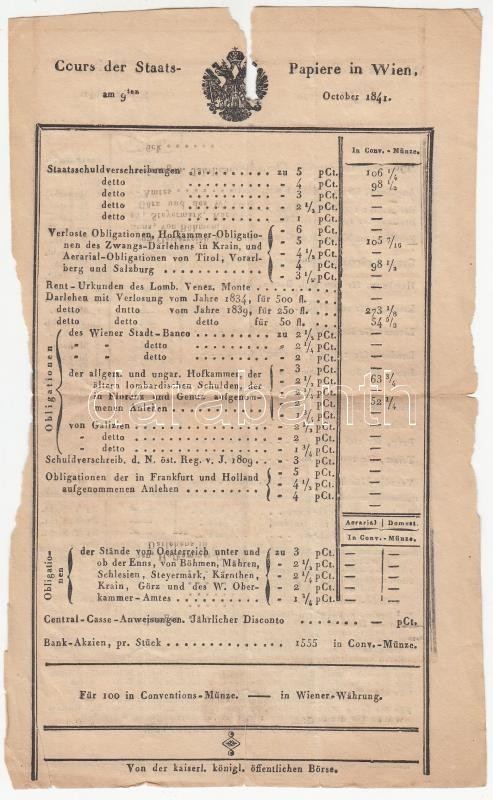 Cours der Staats- Papiere in Wien,
am 9ten October 1841.
In Conv.-Münze.
Staatsschuldverschreibungen zu 5 pCt. 106 1/4
detto „ 4 pCt. 98 1/2
detto „ 3 pCt. —
detto „ 2 1/2 pCt. —
detto „ 1 pCt. —
Verloste Obligationen, Hofkammer-Obligatio- „ 6 pCt. —
nen des Zwangs-Darlehens in Krain, und „ 5 pCt. 105 7/16
Aerarial-Obligationen von Tirol, Vorarl- „ 4 1/2 pCt. —
berg und Salzburg „ 4 pCt. 98 1/2
„ 3 1/2 pCt. —
Rent-Urkunden des Lomb. Venez. Monte —
Darlehen mit Verlosung vom Jahre 1834, für 500 fl. —
detto dntto vom Jahre 1839, für 250 fl. 273 1/8
detto detto detto für 50 fl. 54 5/8
Obligationen
des Wiener Stadt-Banco „ 2 1/2 pCt. —
„ detto „ 2 1/4 pCt. —
„ detto „ 2 pCt. —
der allgem. und ungar. Hofkammer, der „ 3 pCt. —
ältern lombardischen Schulden, der „ 2 1/2 pCt. 63 3/4
in Florenz und Genua aufgenom- „ 2 1/4 pCt. —
menen Anlehen „ 2 pCt. 52 1/4
„ 1 3/4 pCt. —
von Galizien „ 2 1/2 pCt. —
„ detto „ 2 pCt. —
„ detto „ 1 3/4 pCt. —
Schuldverschreib. d. N. öst. Reg. v. J. 1809. „ 3 pCt. —
Obligationen der in Frankfurt und Holland „ 5 pCt. —
aufgenommenen Anlehen „ 4 1/2 pCt. —
„ 4 pCt. —
Aerarial Domest.
In Conv.-Münze.
Obligatio-
nen
der Stände von Oesterreich unter und zu 3 pCt. — —
ob der Enns, von Böhmen, Mähren, „ 2 1/2 pCt. — —
Schlesien, Steyermark, Kärnthen, „ 2 1/4 pCt. — —
Krain, Görz und des W. Ober- „ 2 pCt. — —
kammer-Amtes „ 1 3/4 pCt. — —
Central-Casse-Anweisungen. Jährlicher Disconto — pCt.
Bank-Akzien, pr. Stück 1555 in Conv.-Münze.
Für 100 in Conventions-Münze. — in Wiener-Währung.
Von der kaiserl. königl. öffentlichen Börse.
darabanth